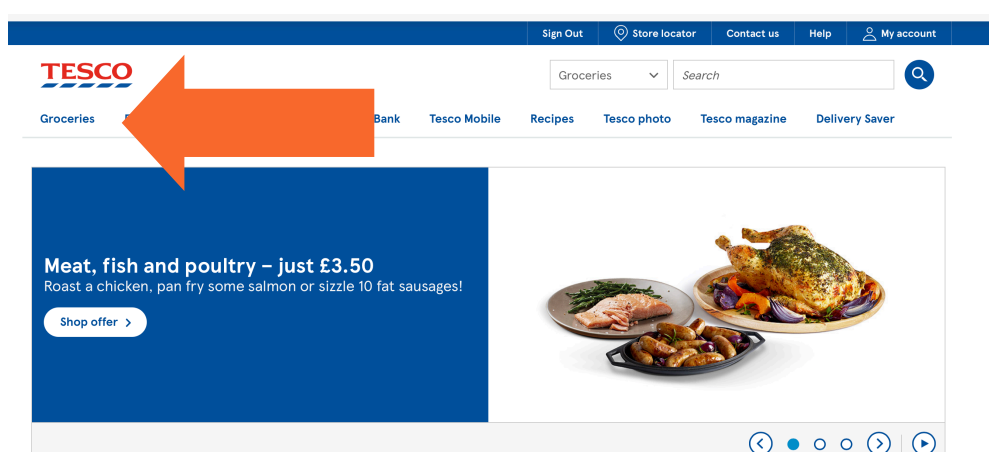 Sign Out Store locator Contact us Help My account
TESCO
Groceries Search
Groceries Bank Tesco Mobile Recipes Tesco photo Tesco magazine Delivery Saver
Meat, fish and poultry – just £3.50
Roast a chicken, pan fry some salmon or sizzle 10 fat sausages!
Shop offer